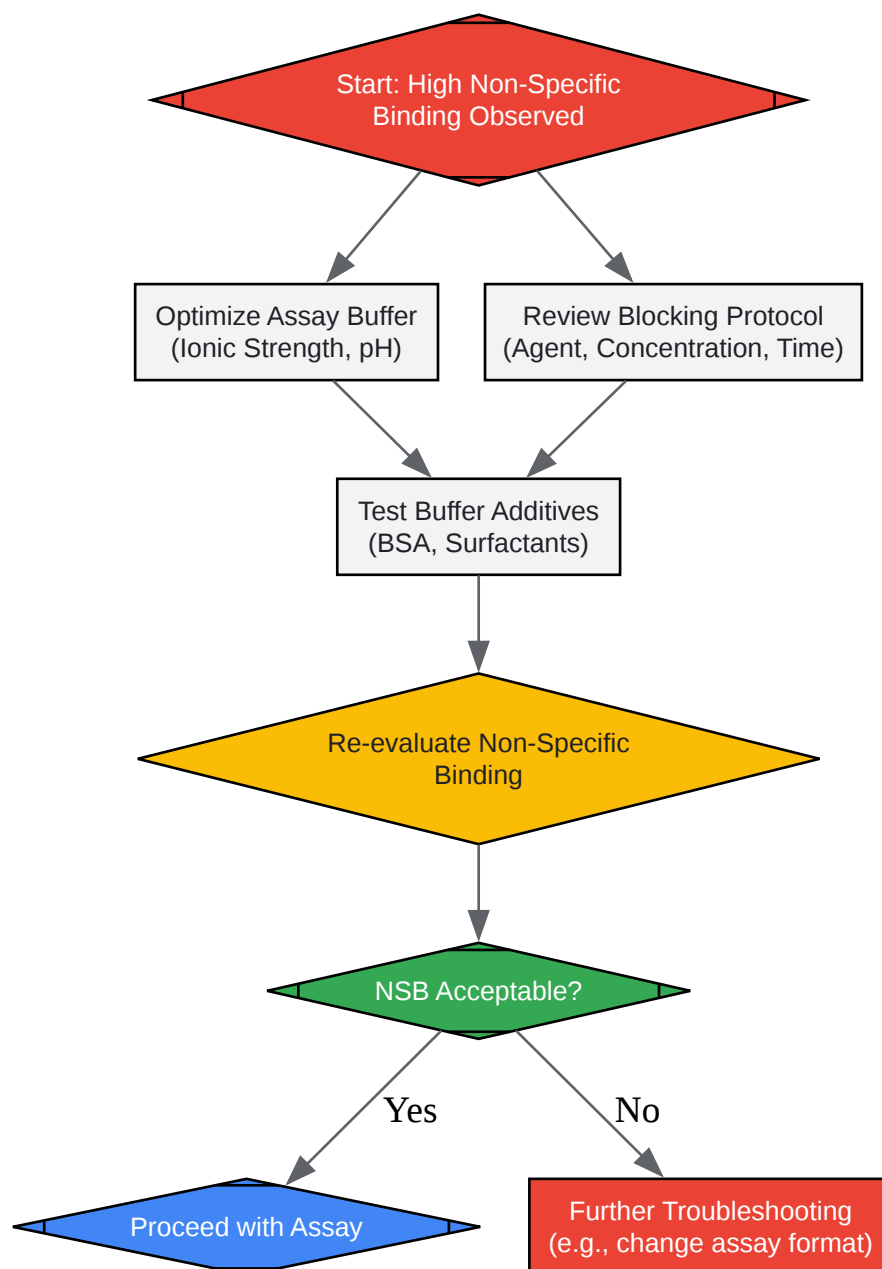 Start: High Non-Specific
Binding Observed
Optimize Assay Buffer
(Ionic Strength, pH)
Review Blocking Protocol
(Agent, Concentration, Time)
Test Buffer Additives
(BSA, Surfactants)
Re-evaluate Non-Specific
Binding
NSB Acceptable?
Yes
No
Proceed with Assay
Further Troubleshooting
(e.g., change assay format)